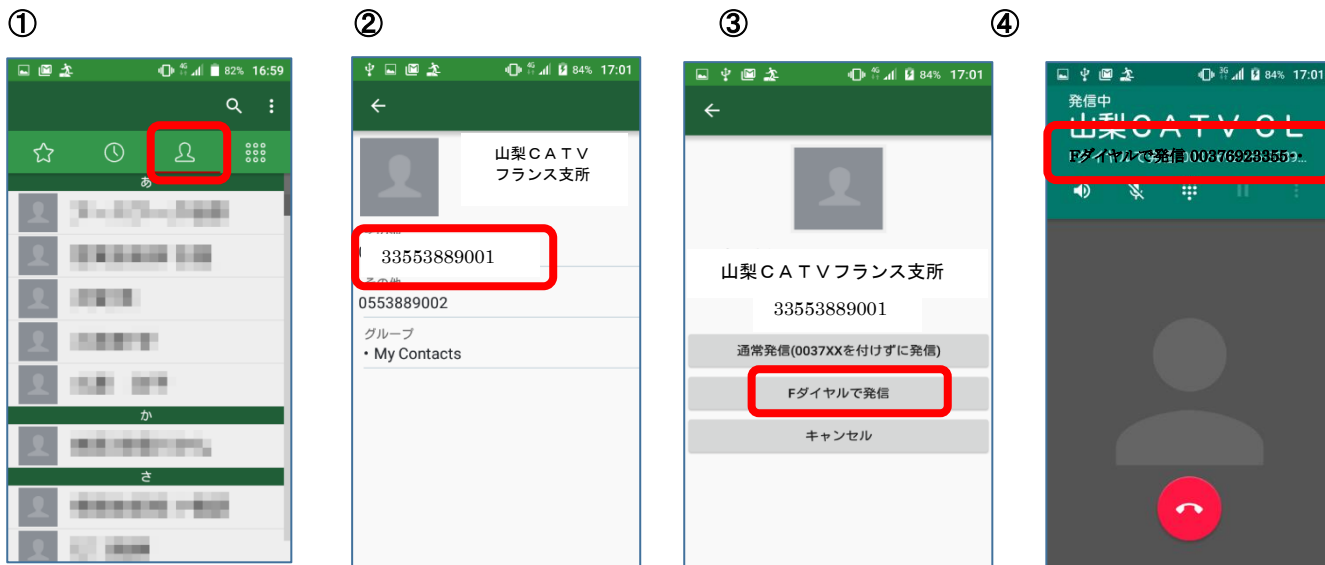 ① ② ③ ④
82% 16:59
あ
か
さ
84% 17:01
山梨CATV
フランス支所
33553889001
その他
0553889002
グループ
• My Contacts
84% 17:01
山梨CATVフランス支所
33553889001
通常発信(0037XXを付けずに発信)
Fダイヤルで発信
キャンセル
3G 84% 17:01
発信中
山梨CATV CL
Fダイヤルで発信